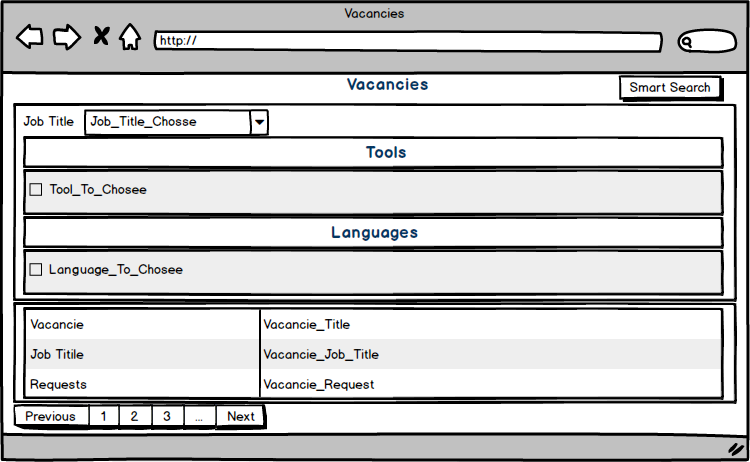 Vacancies
http://
Vacancies
Smart Search
Job Title Job_Title_Chosse
Tools
Tool_To_Chosee
Languages
Language_To_Chosee
Vacancie Vacancie_Title
Job Titile Vacancie_Job_Title
Requests Vacancie_Request
Previous 1 2 3 ... Next